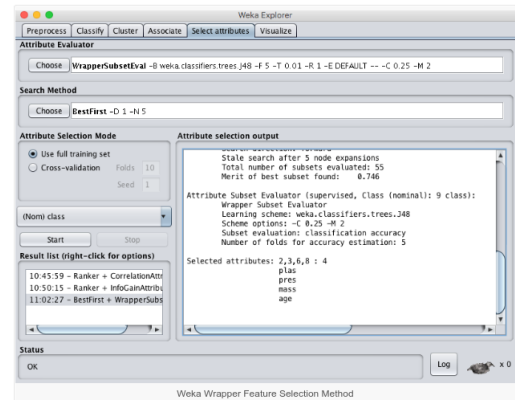 Weka Explorer
Preprocess Classify Cluster Associate Select attributes Visualize
Attribute Evaluator
Choose WrapperSubsetEval -B weka.classifiers.trees.J48 -F 5 -T 0.01 -R 1 -E DEFAULT -- -C 0.25 -M 2
Search Method
Choose BestFirst -D 1 -N 5
Attribute Selection Mode
Use full training set
Cross-validation Folds 10
Seed 1
(Nom) class
Start Stop
Result list (right-click for options)
10:45:59 - Ranker + CorrelationAttr
10:50:15 - Ranker + InfoGainAttribu
11:02:27 - BestFirst + WrapperSubs
Attribute selection output
Search direction: forward
Stale search after 5 node expansions
Total number of subsets evaluated: 55
Merit of best subset found: 0.746
Attribute Subset Evaluator (supervised, Class (nominal): 9 class):
Wrapper Subset Evaluator
Learning scheme: weka.classifiers.trees.J48
Scheme options: -C 0.25 -M 2
Subset evaluation: classification accuracy
Number of folds for accuracy estimation: 5
Selected attributes: 2,3,6,8 : 4
plas
pres
mass
age
Status
OK
Log x 0
Weka Wrapper Feature Selection Method